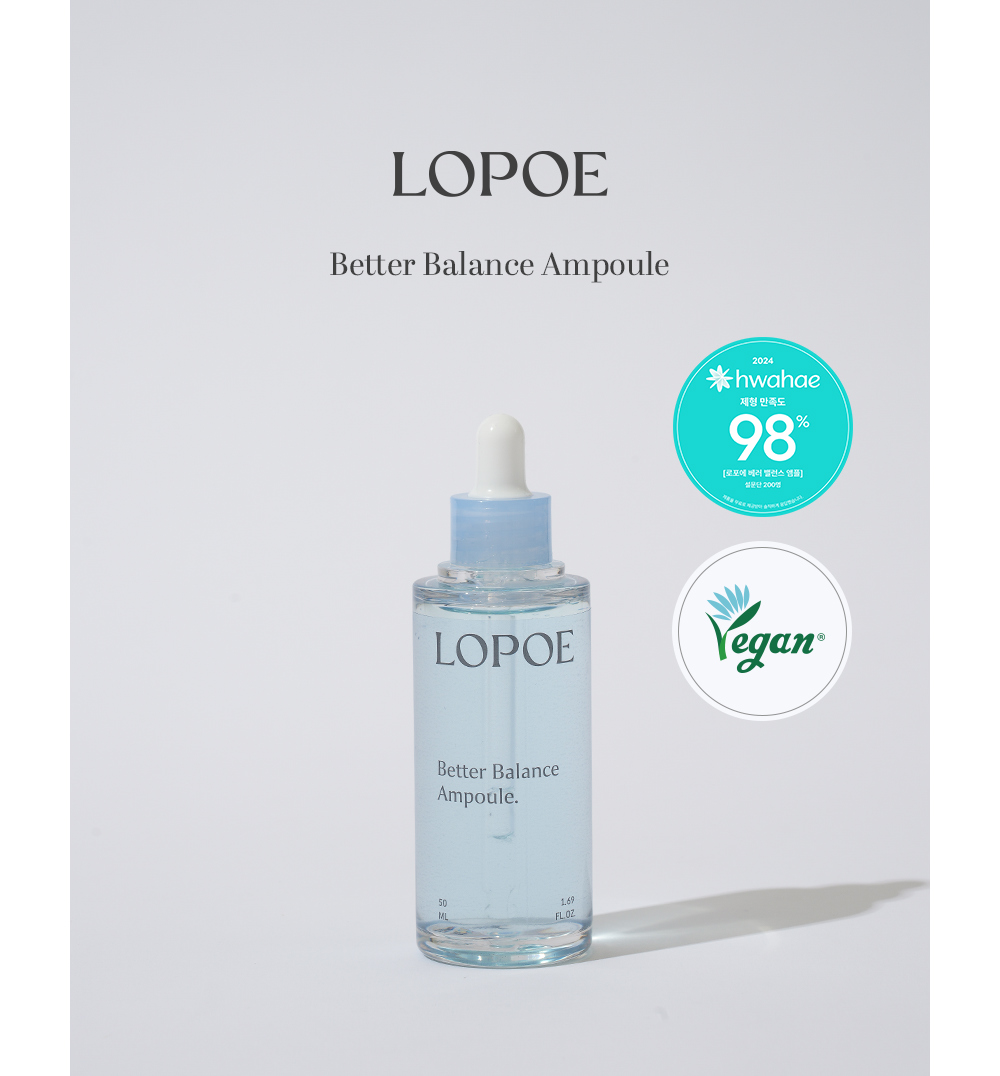 LOPOE
Better Balance Ampoule
2024
hwahae
제형 만족도
98%
[로포에 베러 밸런스 앰플]
설문단 200명
Vegan®
LOPOE
Better Balance
Ampoule.
50
ML
1.69
FL.OZ.